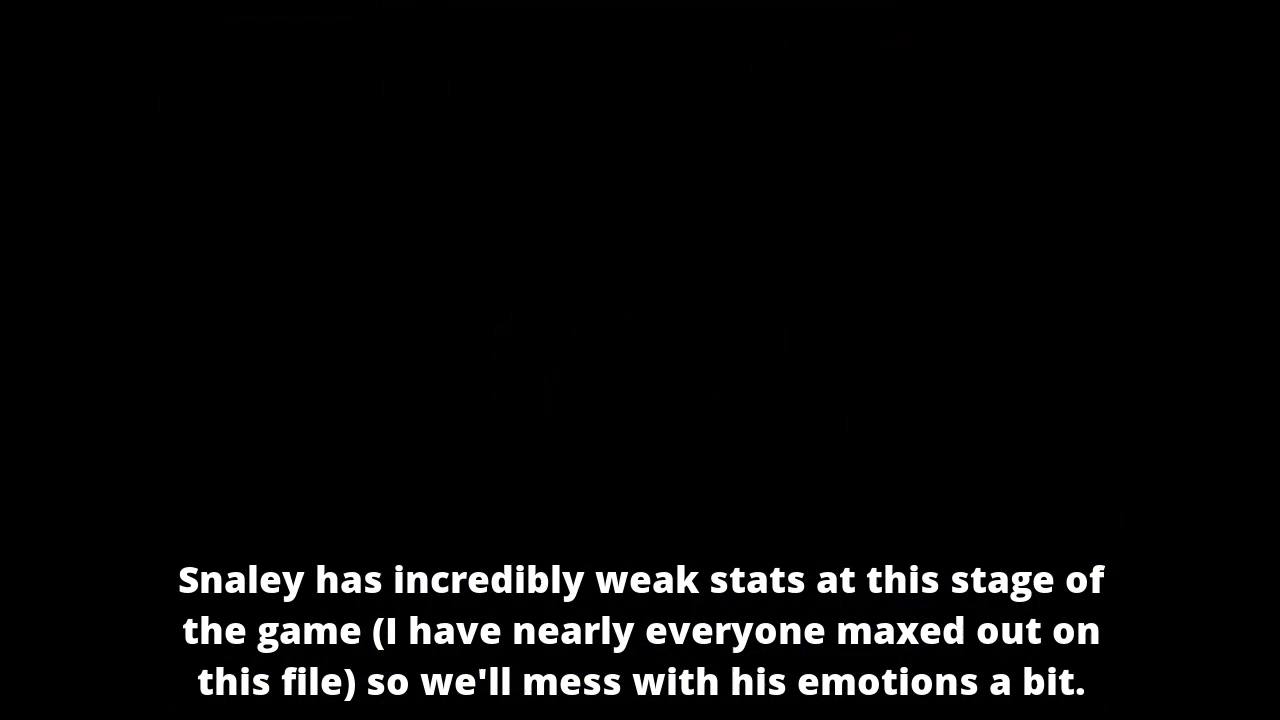 Snaley has incredibly weak stats at this stage of
the game (I have nearly everyone maxed out on
this file) so we'll mess with his emotions a bit.